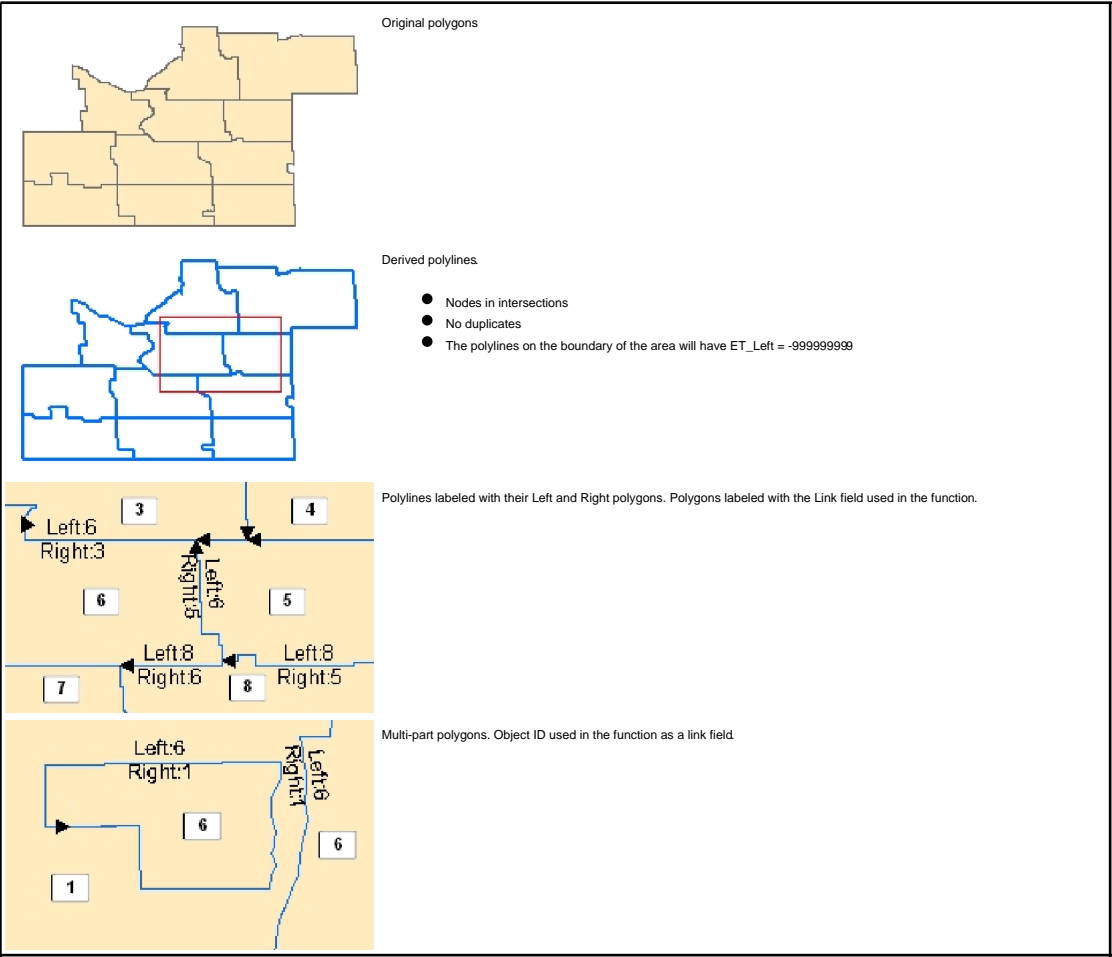 Original polygons
Derived polylines.
● Nodes in intersections
● No duplicates
● The polylines on the boundary of the area will have ET_Left = -999999999
Polylines labeled with their Left and Right polygons. Polygons labeled with the Link field used in the function.
3
4
Left:6
Right:3
Left:6
Right:5
6
5
Left:8
Right:6
Left:8
Right:5
7
8
Multi-part polygons. Object ID used in the function as a link field.
Left:6
Right:1
Left:6
Right:1
6
6
1